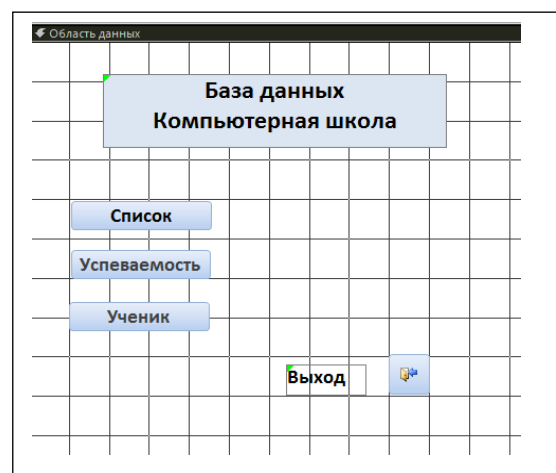 Область данных
База данных
Компьютерная школа
Список
Успеваемость
Ученик
Выход